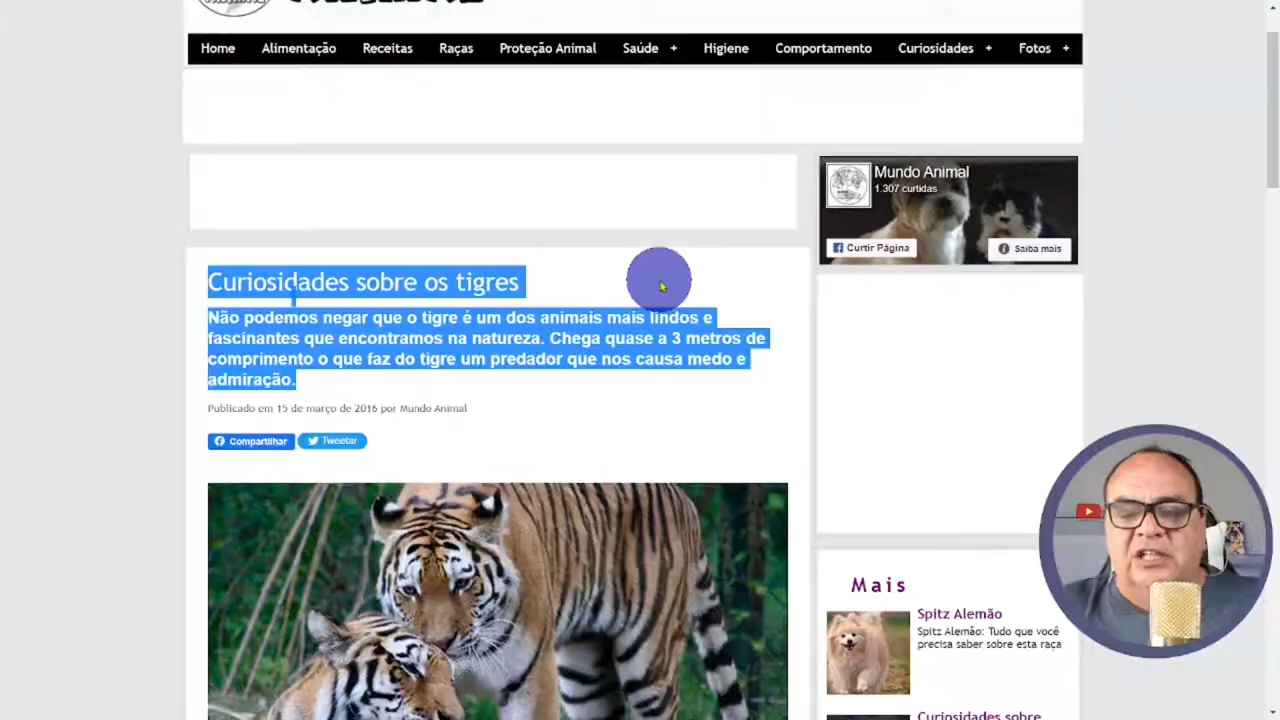 Home Alimentação Receitas Raças Proteção Animal Saúde + Higiene Comportamento Curiosidades + Fotos +
Mundo Animal
1.307 curtidas
Curtir Página
Saiba mais
Curiosidades sobre os tigres
Não podemos negar que o tigre é um dos animais mais lindos e
fascinantes que encontramos na natureza. Chega quase a 3 metros de
comprimento o que faz do tigre um predador que nos causa medo e
admiração.
Publicado em 15 de março de 2016 por Mundo Animal
Compartilhar Tweetar
Mais
Spitz Alemão
Spitz Alemão: Tudo que você
precisa saber sobre esta raça
Curiosidades sobre